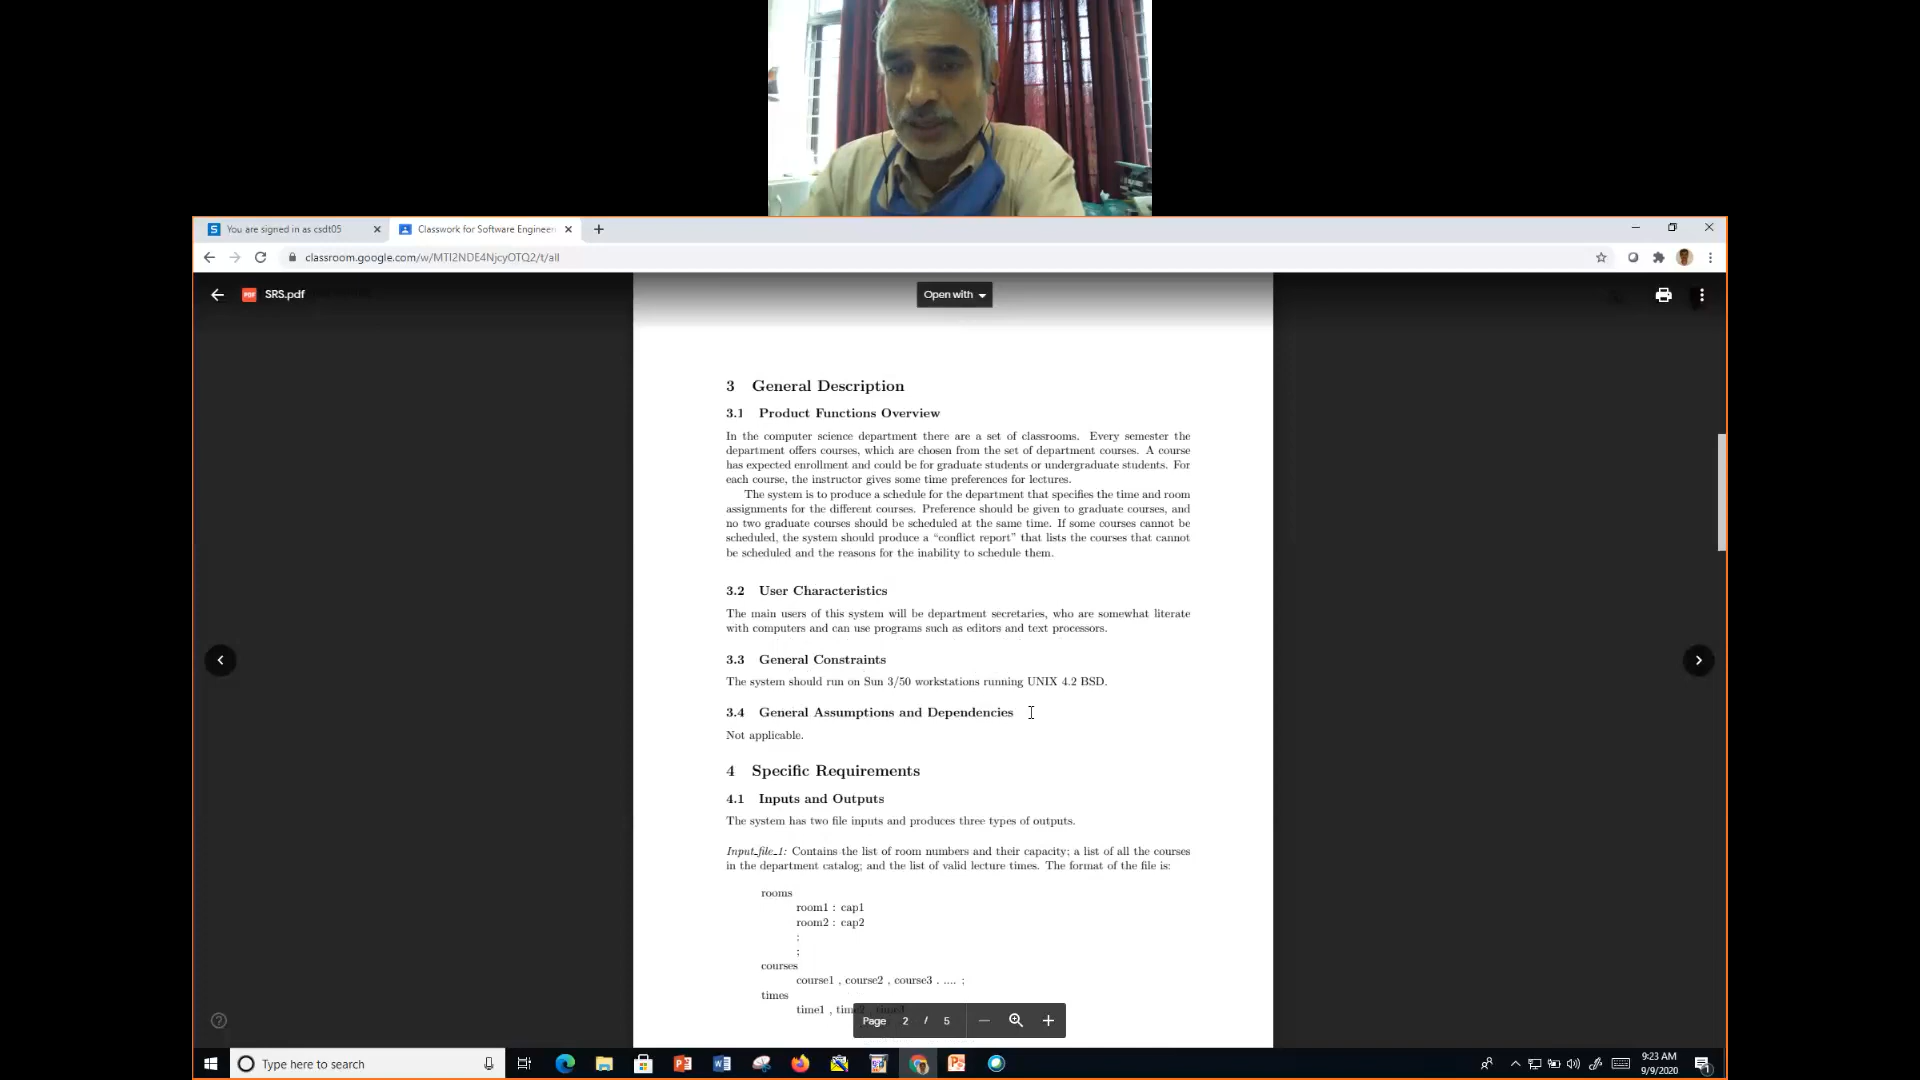 You are signed in as csdt05
Classwork for Software Engineer
classroom.google.com/w/MTI2NDE4NjcyOTQ2/t/all
SRS.pdf
Open with
3 General Description
3.1 Product Functions Overview
In the computer science department there are a set of classrooms. Every semester the
department offers courses, which are chosen from the set of department courses. A course
has expected enrollment and could be for graduate students or undergraduate students. For
each course, the instructor gives some time preferences for lectures.
The system is to produce a schedule for the department that specifies the time and room
assignments for the different courses. Preference should be given to graduate courses, and
no two graduate courses should be scheduled at the same time. If some courses cannot be
scheduled, the system should produce a “conflict report” that lists the courses that cannot
be scheduled and the reasons for the inability to schedule them.
3.2 User Characteristics
The main users of this system will be department secretaries, who are somewhat literate
with computers and can use programs such as editors and text processors.
3.3 General Constraints
The system should run on Sun 3/50 workstations running UNIX 4.2 BSD.
3.4 General Assumptions and Dependencies
Not applicable.
4 Specific Requirements
4.1 Inputs and Outputs
The system has two file inputs and produces three types of outputs.
Input_file_1: Contains the list of room numbers and their capacity; a list of all the courses
in the department catalog; and the list of valid lecture times. The format of the file is:
rooms
room1 : cap1
room2 : cap2
:
;
courses
course1 , course2 , course3 . .... ;
times
time1 , time2 , time3
Page 2 / 5
Type here to search
9:23 AM
9/9/2020